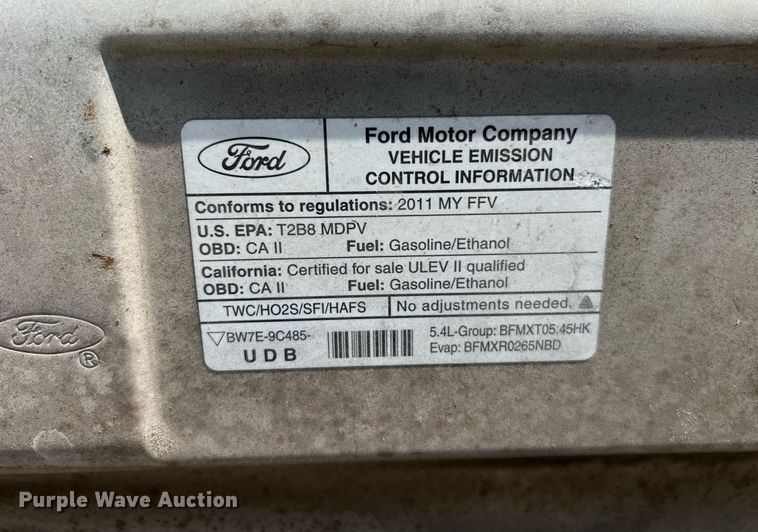 Ford
Ford Motor Company
VEHICLE EMISSION
CONTROL INFORMATION
Conforms to regulations: 2011 MY FFV
U.S. EPA: T2B8 MDPV
OBD: CA II Fuel: Gasoline/Ethanol
California: Certified for sale ULEV II qualified
OBD: CA II Fuel: Gasoline/Ethanol
TWC/HO2S/SFI/HAFS No adjustments needed.
BW7E-9C485-
UDB
5.4L-Group: BFMXT05.45HK
Evap: BFMXR0265NBD
Ford ®
Purple Wave Auction